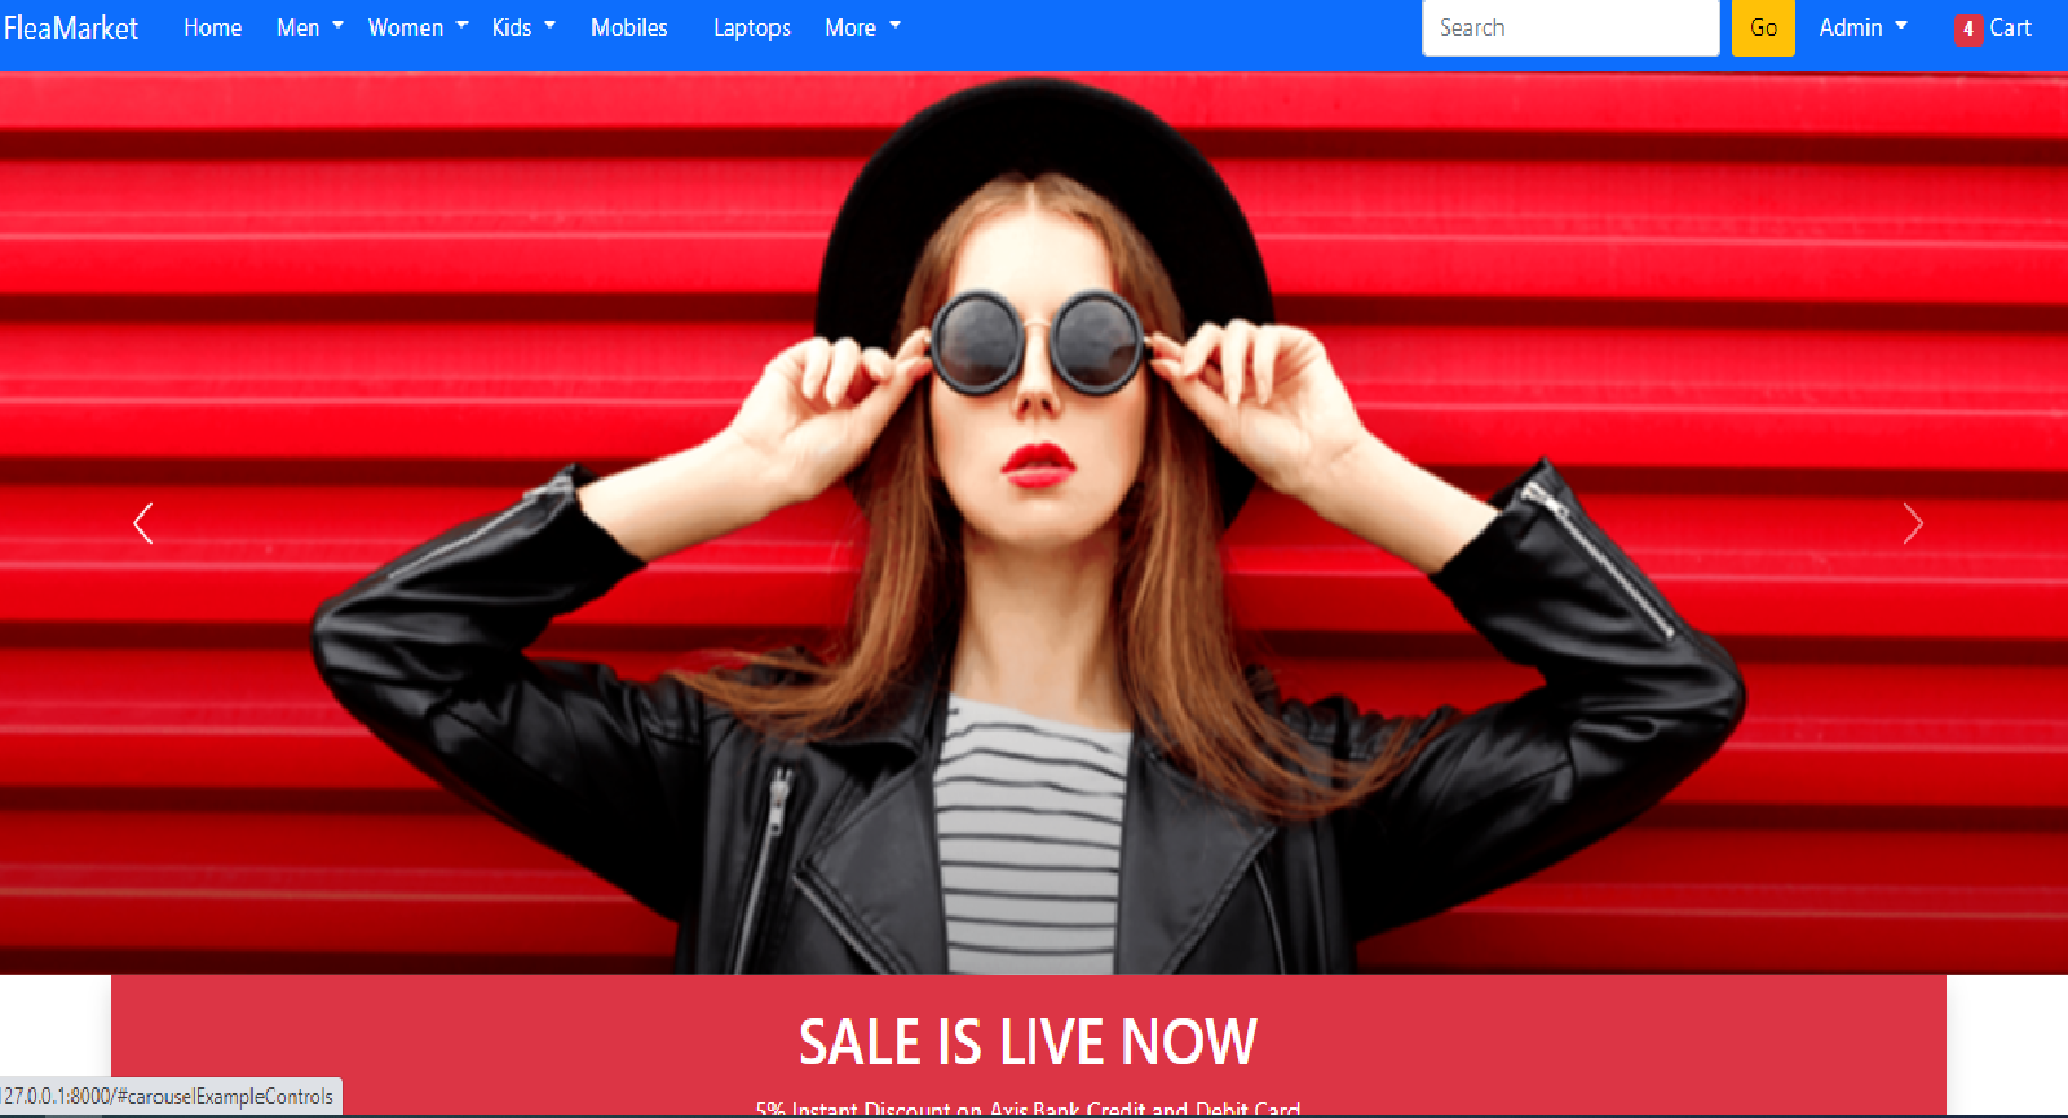 FleaMarket Home Men Women Kids Mobiles Laptops More Search Go Admin 4 Cart
SALE IS LIVE NOW
127.0.0.1:8000/#carouselExampleControls
5% Instant Discount on Axis Bank Credit and Debit Card